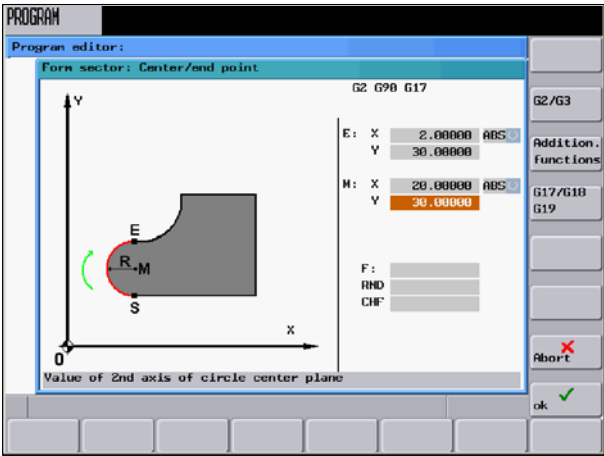 PROGRAM
Program editor:
Form sector: Center/end point
G2 G90 G17
Y
E: X 2.00000 ABS
Y 30.00000
M: X 20.00000 ABS
Y 30.00000
E
R M
S
F:
RND
CHF
X
0
Value of 2nd axis of circle center plane
G2/G3
Addition.
functions
G17/G18
G19
Abort
ok